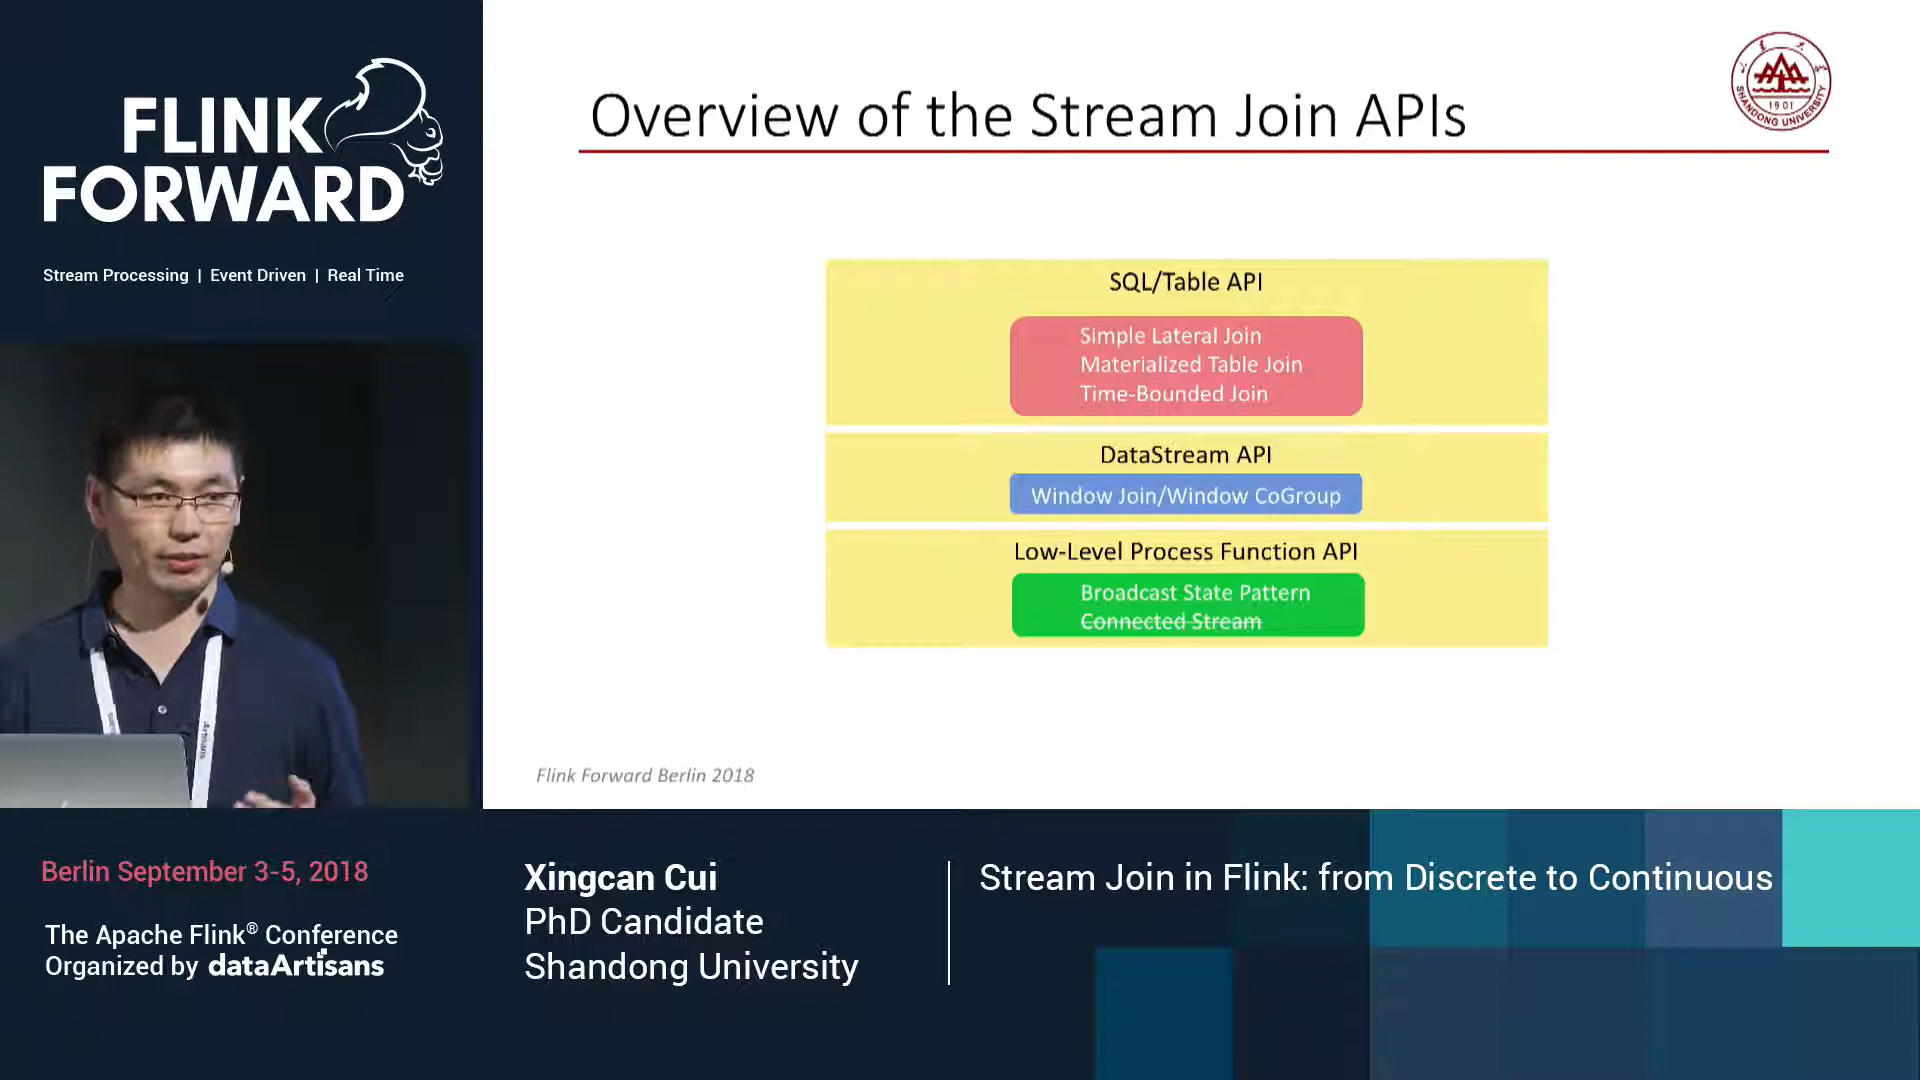 FLINK
FORWARD
Stream Processing | Event Driven | Real Time
Overview of the Stream Join APIs
SHANDONG UNIVERSITY
1901
SQL/Table API
Simple Lateral Join
Materialized Table Join
Time-Bounded Join
DataStream API
Window Join/Window CoGroup
Low-Level Process Function API
Broadcast State Pattern
Connected Stream
Flink Forward Berlin 2018
Berlin September 3-5, 2018
The Apache Flink® Conference
Organized by dataArtisans
Xingcan Cui
PhD Candidate
Shandong University
Stream Join in Flink: from Discrete to Continuous